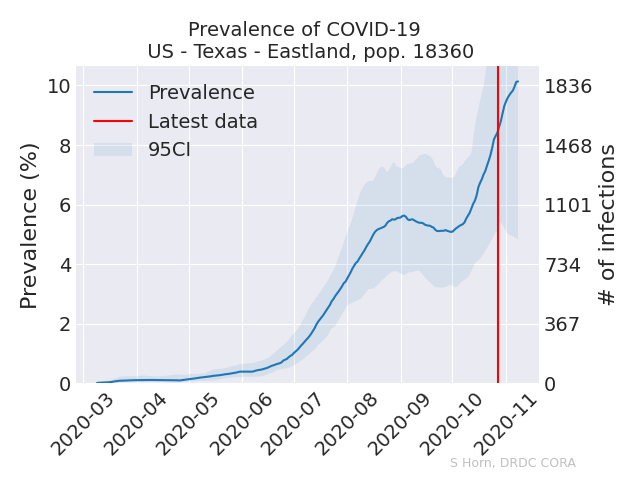 Prevalence of COVID-19
US - Texas - Eastland, pop. 18360
Prevalence
Latest data
95CI
Prevalence (%)
10
8
6
4
2
0
1836
1468
1101
734
367
0
# of infections
2020-03
2020-04
2020-05
2020-06
2020-07
2020-08
2020-09
2020-10
2020-11
S Horn, DRDC CORA